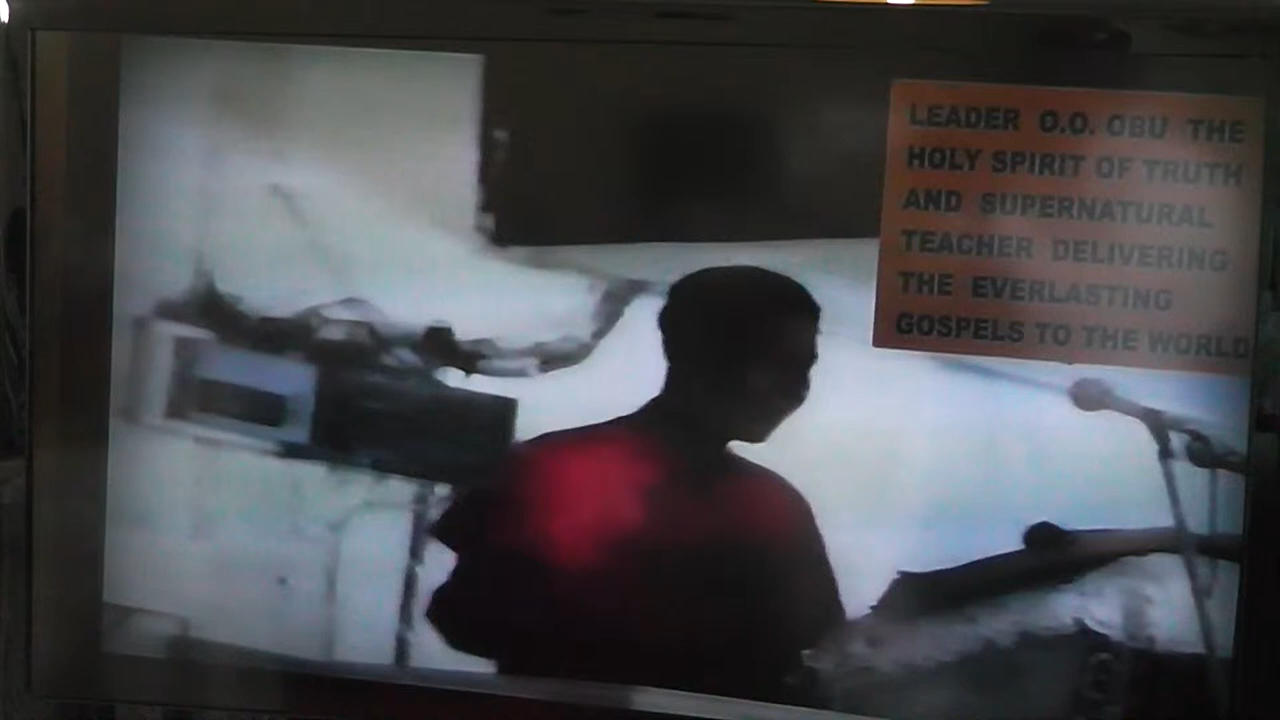 LEADER O.O. OBU THE
HOLY SPIRIT OF TRUTH
AND SUPERNATURAL
TEACHER DELIVERING
THE EVERLASTING
GOSPELS TO THE WORLD